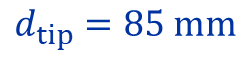 d_tip = 85 mm